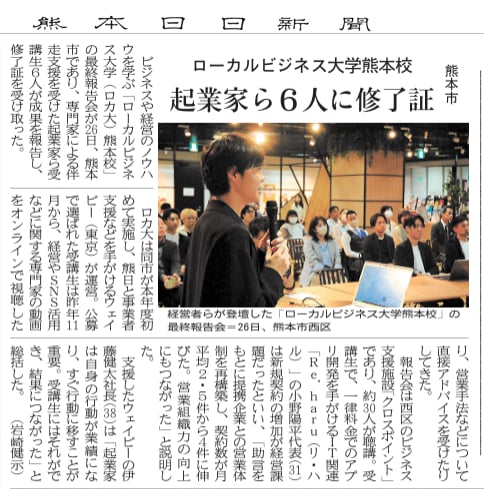 熊本日日新聞
熊本市
ローカルビジネス大学熊本校
起業家ら6人に修了証
経営者らが登壇した「ローカルビジネス大学熊本校」の
最終報告会＝26日、熊本市西区
ビジネスや経営のノウハ
ウを学ぶ「ローカルビジネ
ス大学（ロカ大）熊本校」
の最終報告会が26日、熊本
市であり、専門家による伴
走支援を受けた起業家ら受
講生6人が成果を報告し、
修了証を受け取った。
ロカ大は同市が本年度初
めて実施し、熊日と事業者
支援などを手がけるウェイ
ビー（東京）が運営。公募
で選ばれた受講生は昨年11
月から、経営やSNS活用
などに関する専門家の動画
をオンラインで視聴した
り、営業手法などについて
直接アドバイスを受けたり
してきた。
報告会は西区のビジネス
支援施設「クロスポイント」
であり、約30人が聴講。受
講生で、一律料金でのアプ
リ開発を手がけるIT関連
「Re．haru（リ・ハ
ル）」の小野陽平代表(31)
は新規契約の増加が経営課
題だったといい、「助言を
もとに提携企業との営業体
制を再構築し、契約数が月
平均2・5件から4件に伸
びた。営業組織力の向上
にもつながった」と説明し
た。
支援したウェイビーの伊
藤健太社長(38)は「起業家
は自身の行動が業績にな
り、すぐ行動に移すことが
重要。受講生にはそれがで
き、結果につながった」と
総括した。（岩崎健示）